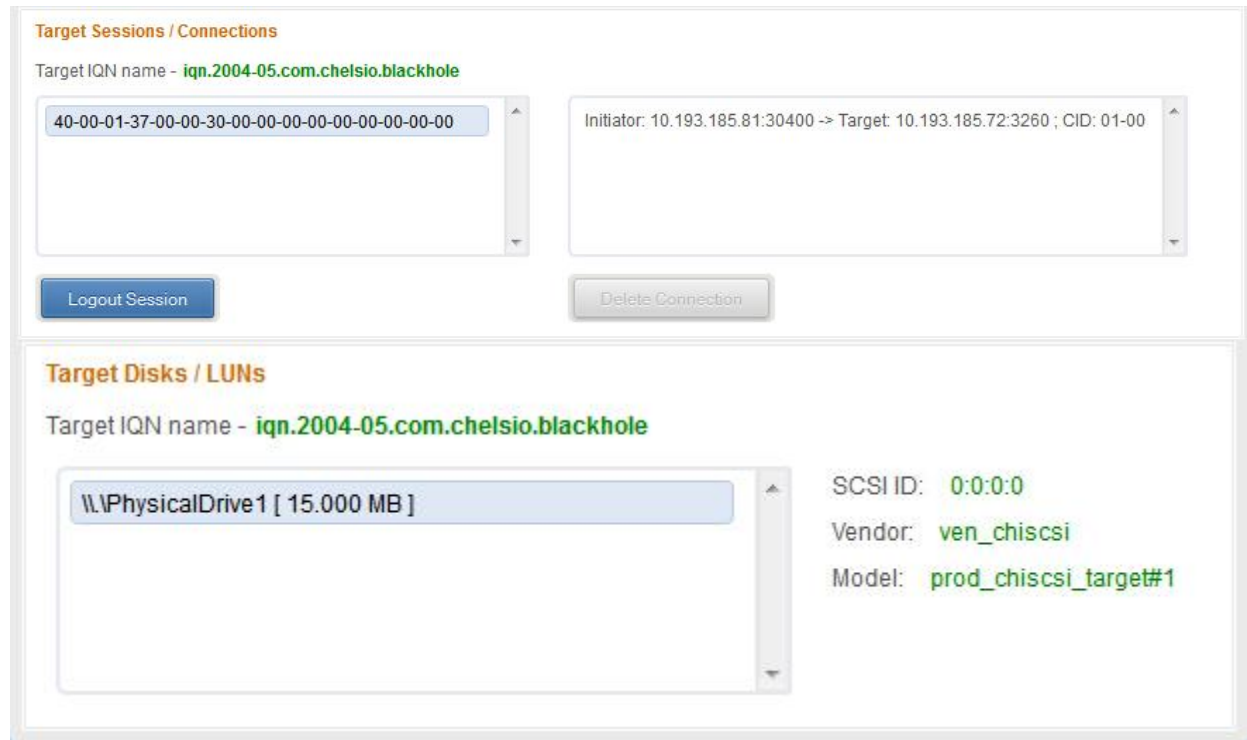 Target Sessions / Connections
Target IQN name - iqn.2004-05.com.chelsio.blackhole
40-00-01-37-00-00-30-00-00-00-00-00-00-00-00-00
Initiator: 10.193.185.81:30400 -> Target: 10.193.185.72:3260 ; CID: 01-00
Logout Session
Delete Connection
Target Disks / LUNs
Target IQN name - iqn.2004-05.com.chelsio.blackhole
\\.\PhysicalDrive1 [ 15.000 MB ]
SCSI ID: 0:0:0:0
Vendor: ven_chiscsi
Model: prod_chiscsi_target#1